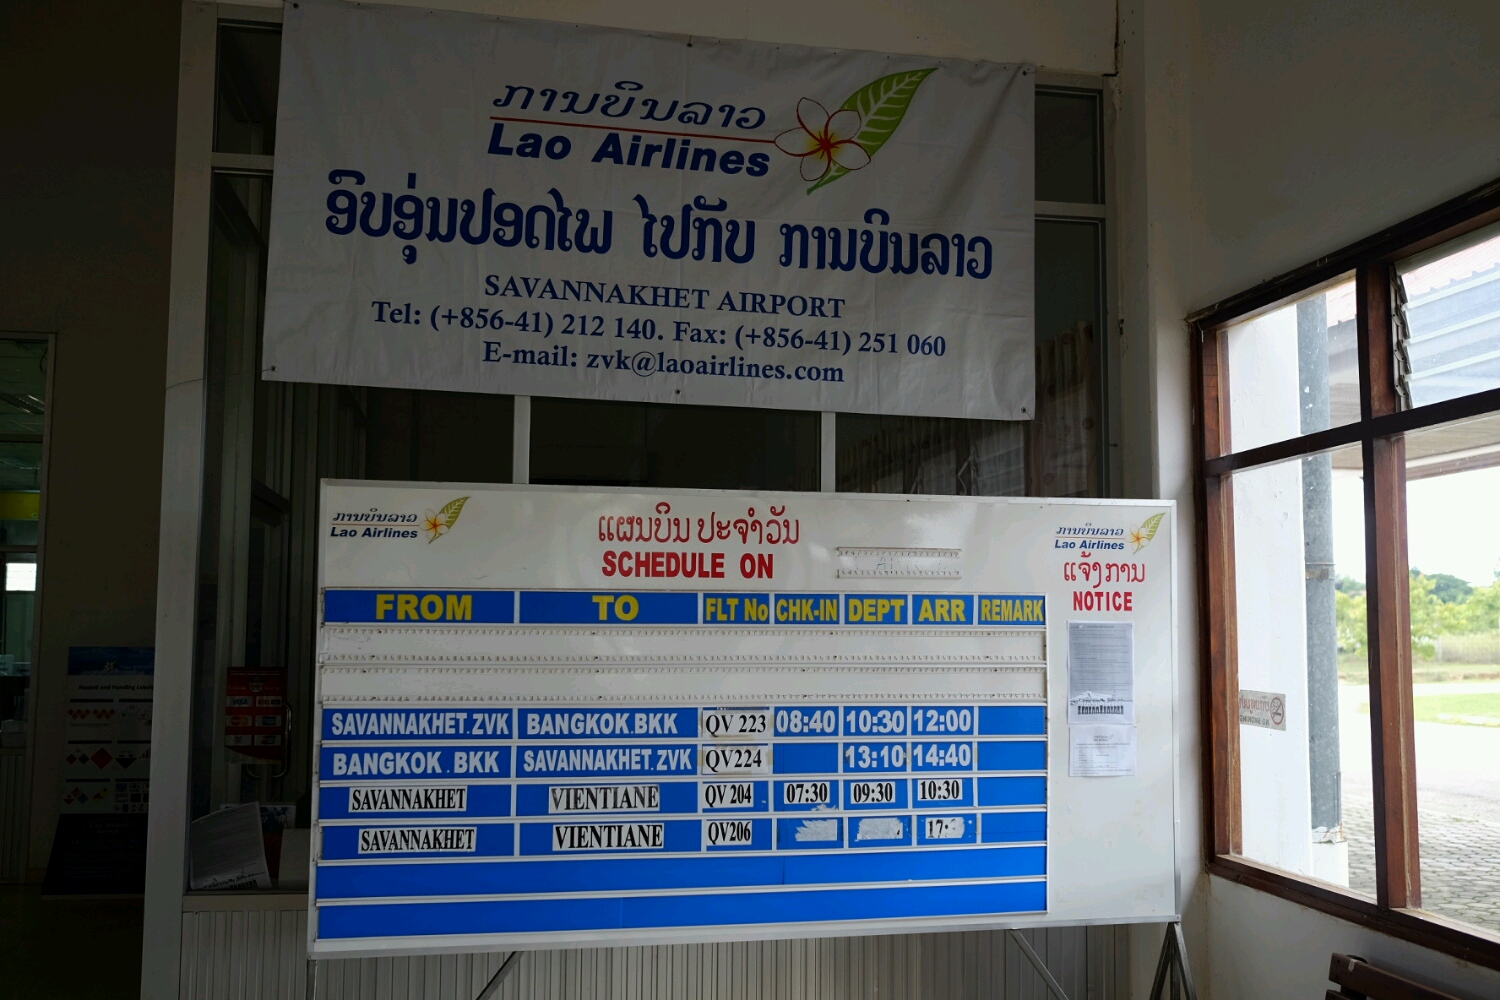 ການບິນລາວ
Lao Airlines
ອົບອຸ່ນປອດໄພ ໄປກັບ ການບິນລາວ
SAVANNAKHET AIRPORT
Tel: (+856-41) 212 140. Fax: (+856-41) 251 060
E-mail: zvk@laoairlines.com
ການບິນລາວ
Lao Airlines
ແຜນບິນ ປະຈຳວັນ
SCHEDULE ON
ການບິນລາວ
Lao Airlines
ແຈ້ງການ
NOTICE
FROM TO FLT No CHK-IN DEPT ARR REMARK
SAVANNAKHET.ZVK BANGKOK.BKK QV 223 08:40 10:30 12:00
BANGKOK.BKK SAVANNAKHET.ZVK QV224 13:10 14:40
SAVANNAKHET VIENTIANE QV 204 07:30 09:30 10:30
SAVANNAKHET VIENTIANE QV206 17: